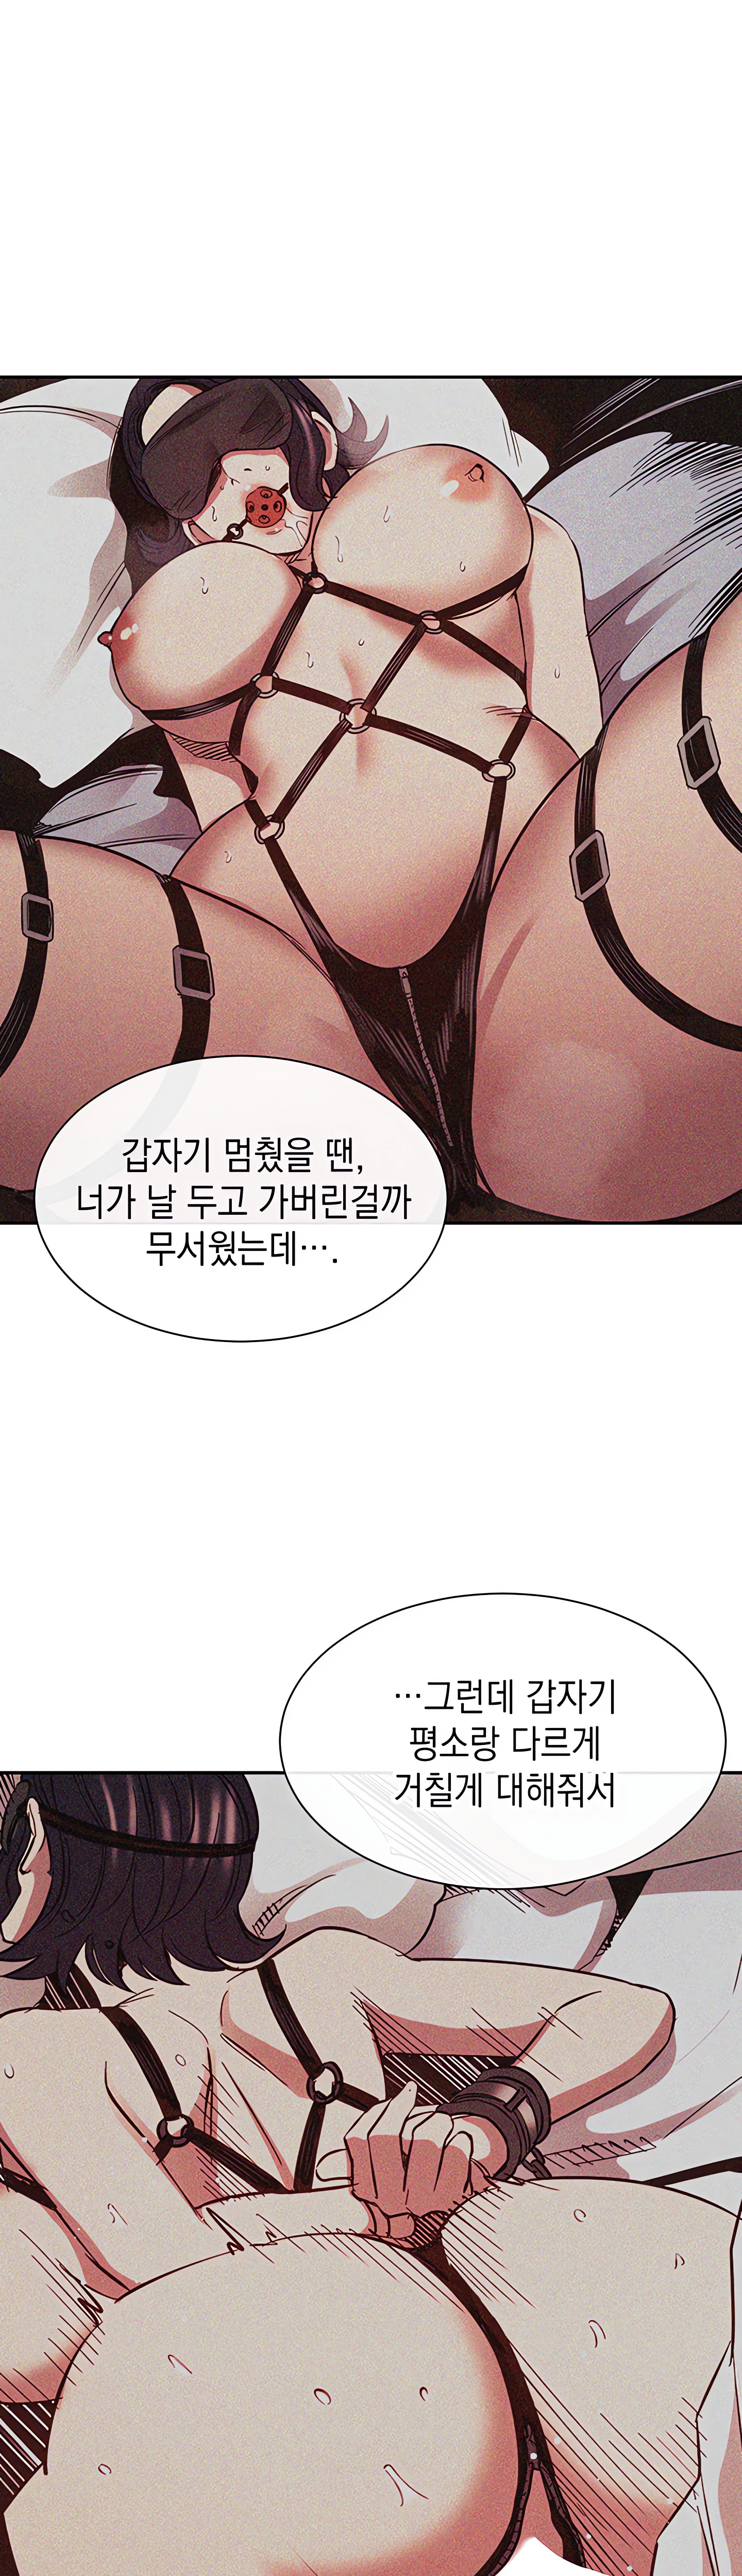 갑자기 멈췄을 땐,
너가 날 두고 가버린걸까
무서웠는데….
…그런데 갑자기
평소랑 다르게
거칠게 대해줘서